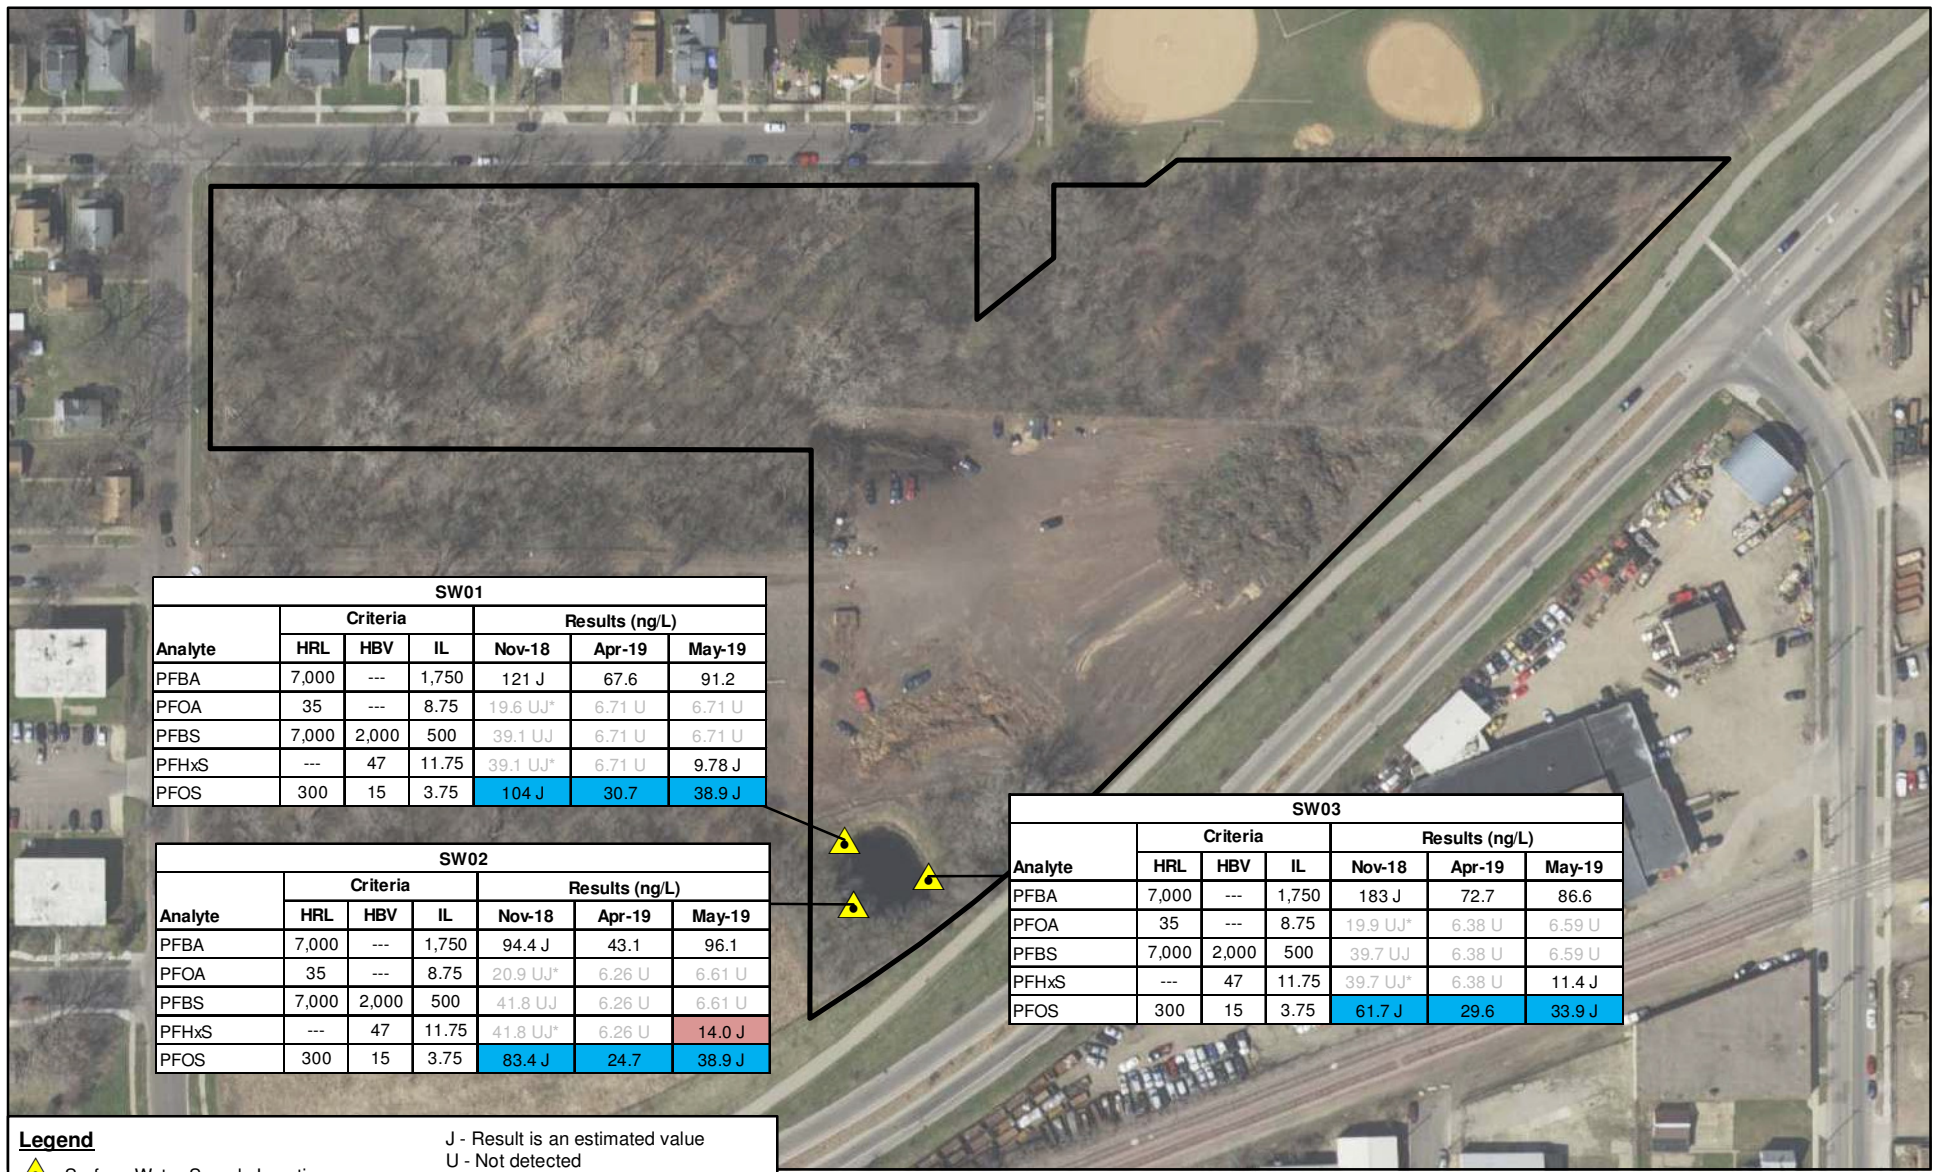 SW01
Criteria Results (ng/L)
Analyte HRL HBV IL Nov-18 Apr-19 May-19
PFBA 7,000 --- 1,750 121 J 67.6 91.2
PFOA 35 --- 8.75 19.6 UJ* 6.71 U 6.71 U
PFBS 7,000 2,000 500 39.1 UJ 6.71 U 6.71 U
PFHxS --- 47 11.75 39.1 UJ* 6.71 U 9.78 J
PFOS 300 15 3.75 104 J 30.7 38.9 J
SW02
Criteria Results (ng/L)
Analyte HRL HBV IL Nov-18 Apr-19 May-19
PFBA 7,000 --- 1,750 94.4 J 43.1 96.1
PFOA 35 --- 8.75 20.9 UJ* 6.26 U 6.61 U
PFBS 7,000 2,000 500 41.8 UJ 6.26 U 6.61 U
PFHxS --- 47 11.75 41.8 UJ* 6.26 U 14.0 J
PFOS 300 15 3.75 83.4 J 24.7 38.9 J
SW03
Criteria Results (ng/L)
Analyte HRL HBV IL Nov-18 Apr-19 May-19
PFBA 7,000 --- 1,750 183 J 72.7 86.6
PFOA 35 --- 8.75 19.9 UJ* 6.38 U 6.59 U
PFBS 7,000 2,000 500 39.7 UJ 6.38 U 6.59 U
PFHxS --- 47 11.75 39.7 UJ* 6.38 U 11.4 J
PFOS 300 15 3.75 61.7 J 29.6 33.9 J
Legend
J - Result is an estimated value
U - Not detected